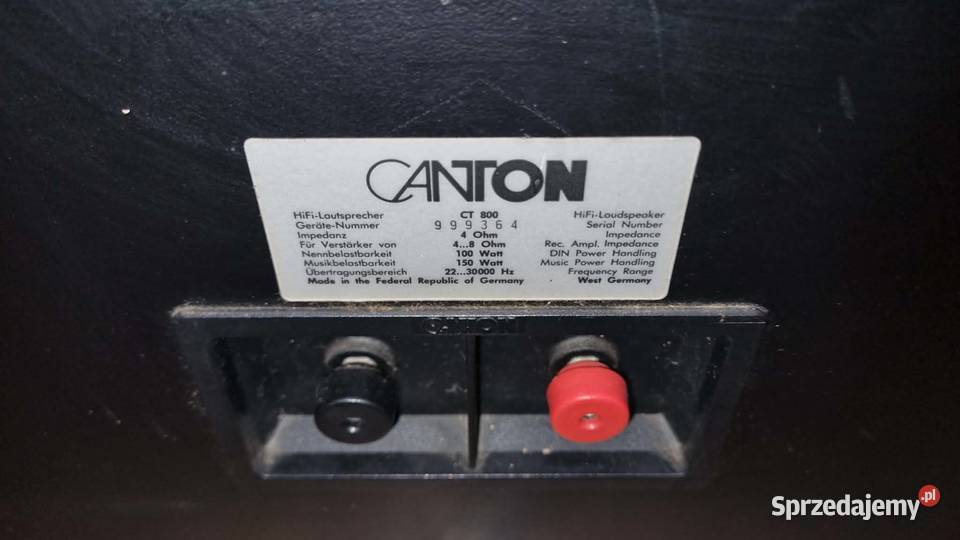 CANTON
HiFi-Lautsprecher CT 800 HiFi-Loudspeaker
Geräte-Nummer 999364 Serial Number
Impedanz 4 Ohm Impedance
Für Verstärker von 4...8 Ohm Rec. Ampl. Impedance
Nennbelastbarkeit 100 Watt DIN Power Handling
Musikbelastbarkeit 150 Watt Music Power Handling
Übertragungsbereich 22...30000 Hz Frequency Range
Made in the Federal Republic of Germany West Germany
CANTON
Sprzedajemy.pl